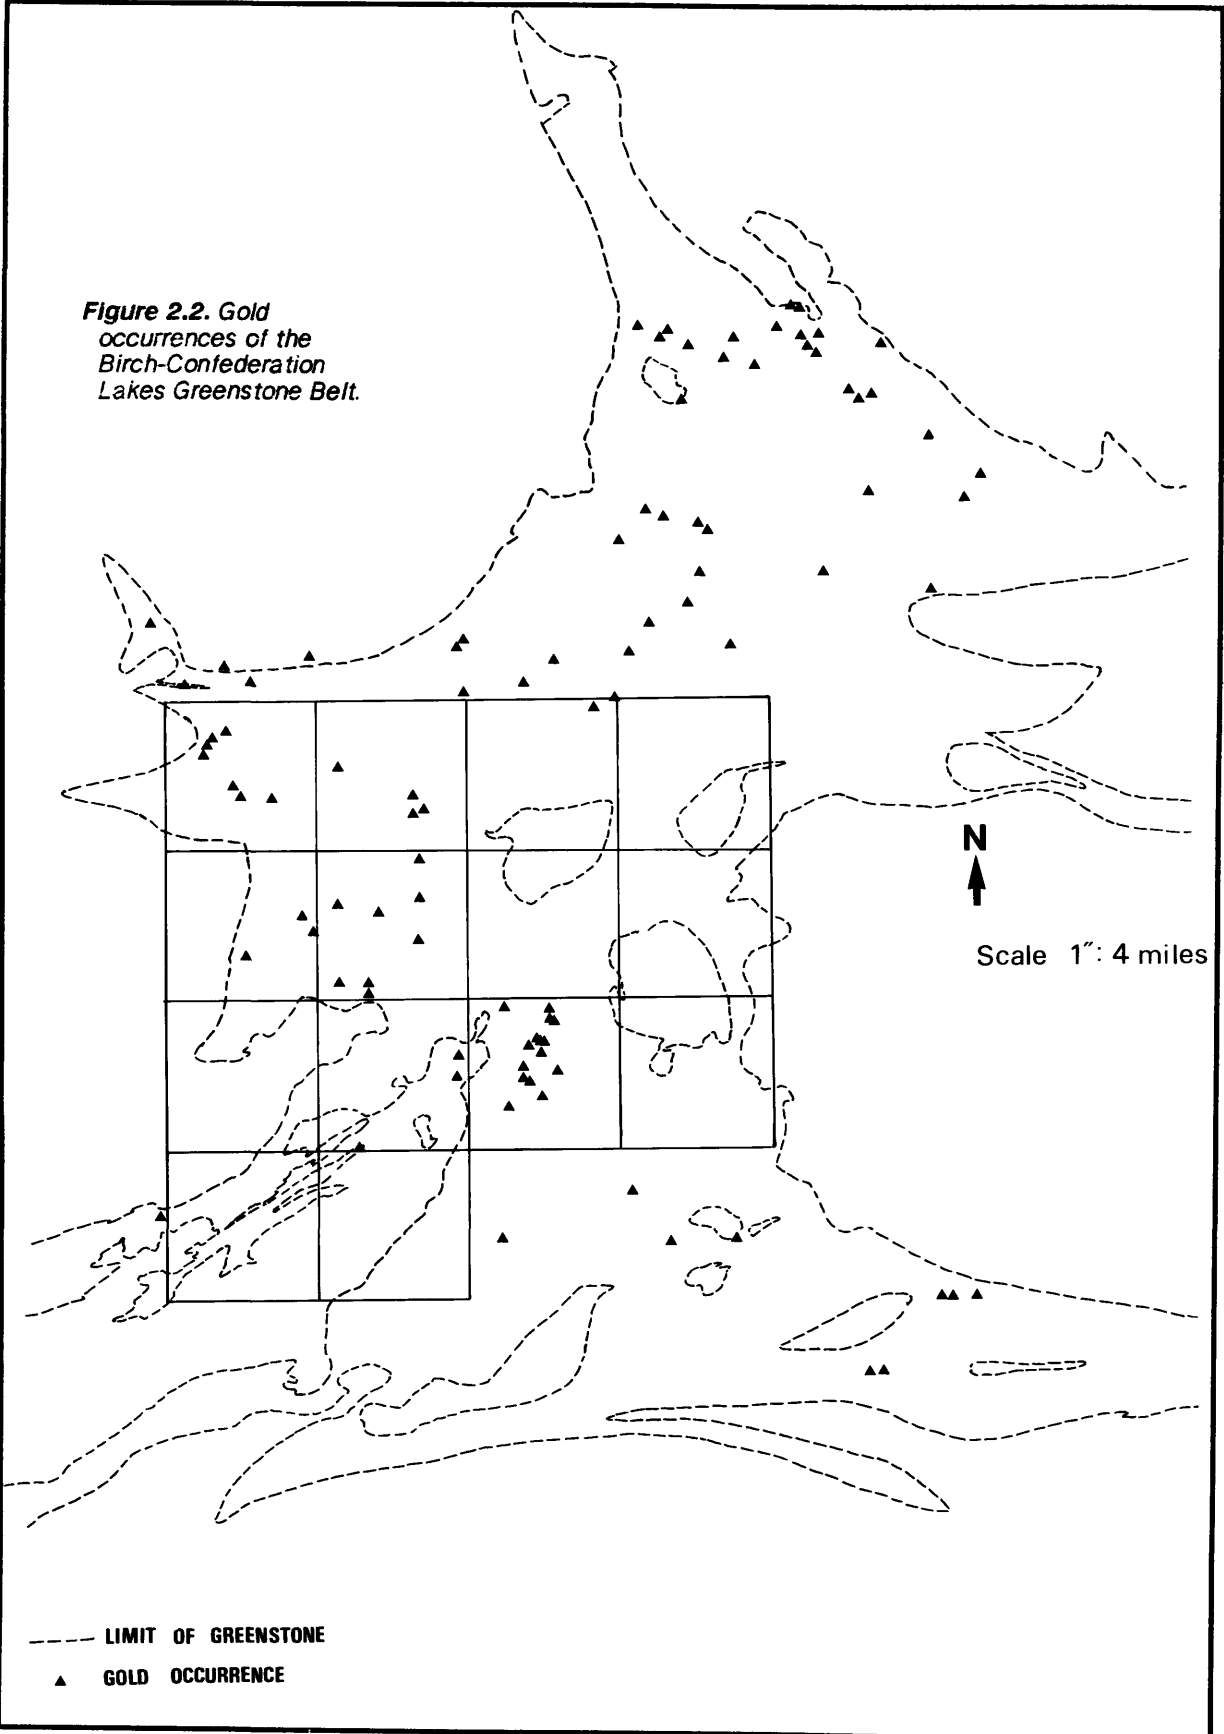 Figure 2.2. Gold
occurrences of the
Birch-Confederation
Lakes Greenstone Belt.
N
Scale 1": 4 miles
LIMIT OF GREENSTONE
GOLD OCCURRENCE